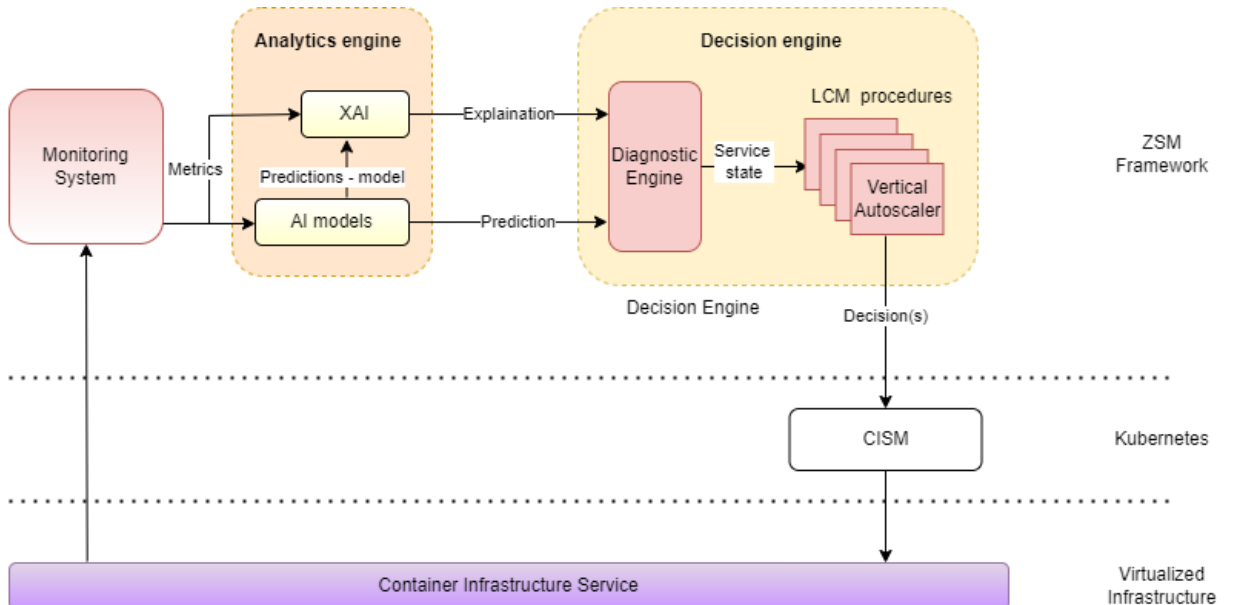 Analytics engine
Decision engine
LCM procedures
XAI
Explaination
Monitoring
System
Metrics
Diagnostic
Engine
Service
state
ZSM
Framework
Predictions - model
Vertical
Autoscaler
AI models
Prediction
Decision Engine
Decision(s)
CISM
Kubernetes
Container Infrastructure Service
Virtualized
Infrastructure